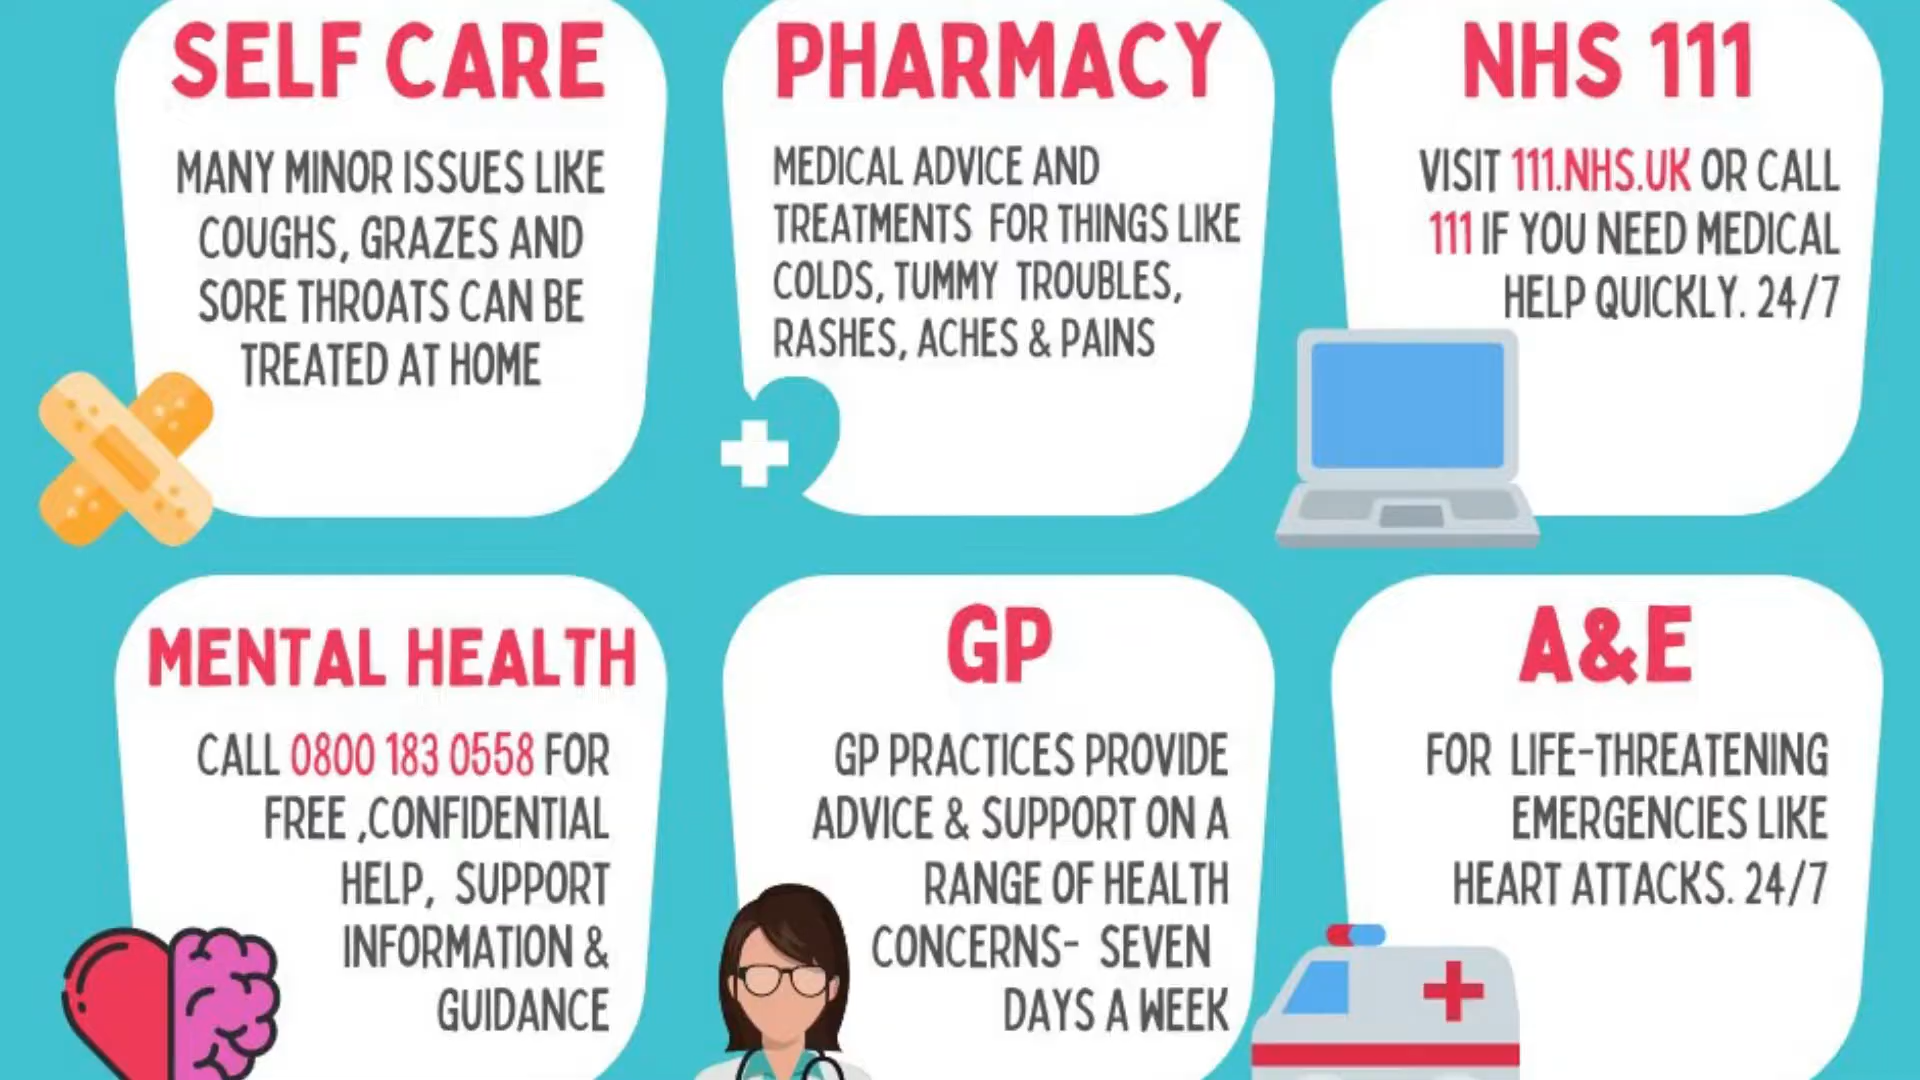 SELF CARE
MANY MINOR ISSUES LIKE
COUGHS, GRAZES AND
SORE THROATS CAN BE
TREATED AT HOME
PHARMACY
MEDICAL ADVICE AND
TREATMENTS FOR THINGS LIKE
COLDS, TUMMY TROUBLES,
RASHES, ACHES & PAINS
NHS 111
VISIT 111.NHS.UK OR CALL
111 IF YOU NEED MEDICAL
HELP QUICKLY. 24/7
MENTAL HEALTH
CALL 0800 183 0558 FOR
FREE ,CONFIDENTIAL
HELP, SUPPORT
INFORMATION &
GUIDANCE
GP
GP PRACTICES PROVIDE
ADVICE & SUPPORT ON A
RANGE OF HEALTH
CONCERNS- SEVEN
DAYS A WEEK
A&E
FOR LIFE-THREATENING
EMERGENCIES LIKE
HEART ATTACKS. 24/7